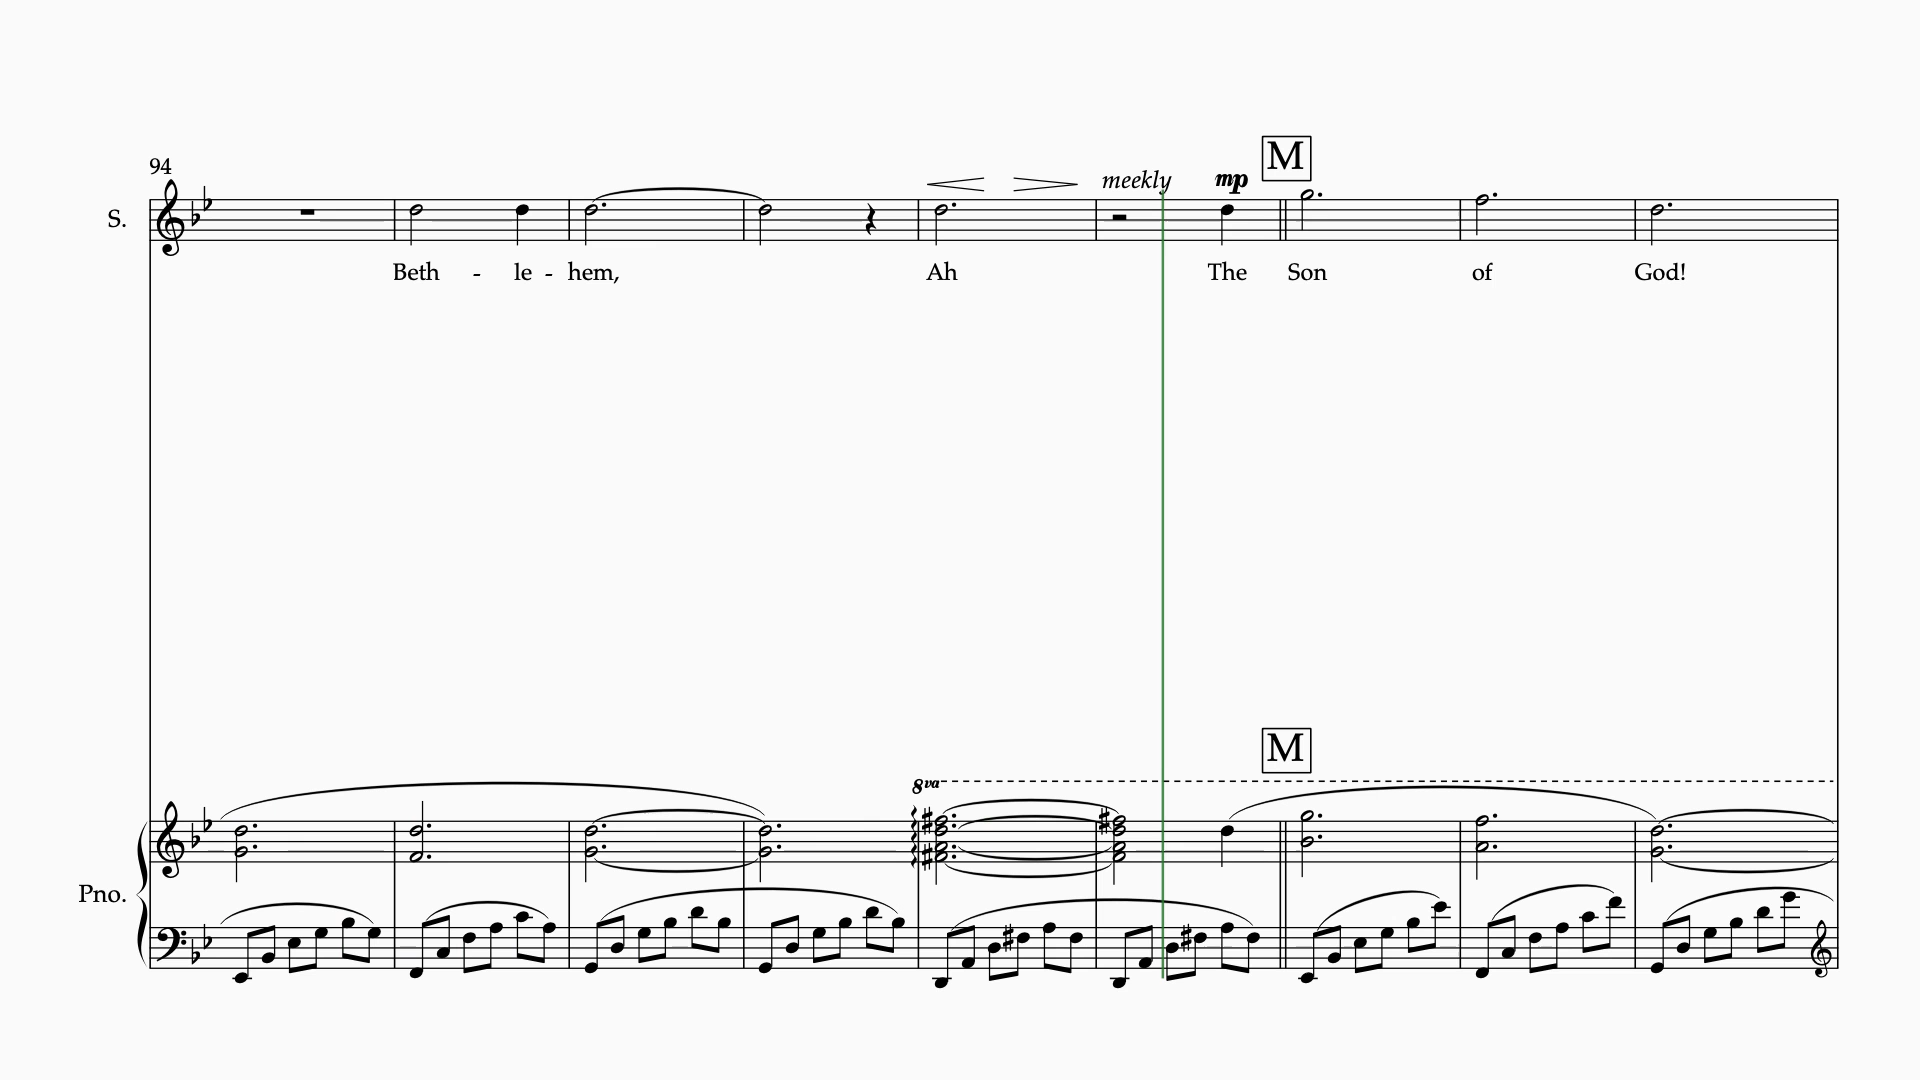 M
94
meekly mp
S.
Beth - le - hem, Ah The Son of God!
M
8va
Pno.